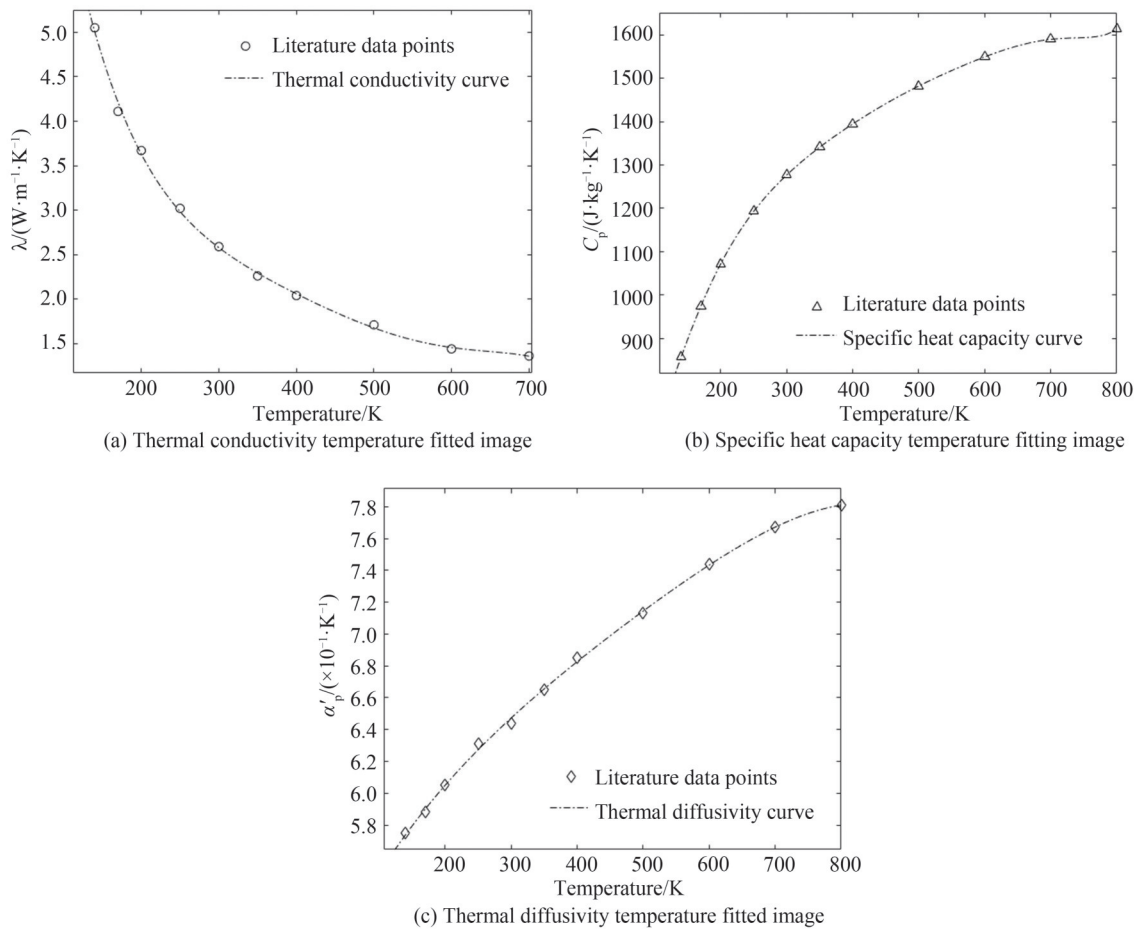 5.0
4.5
4.0
3.5
3.0
2.5
2.0
1.5
λ/(W·m⁻¹·K⁻¹)
Literature data points
Thermal conductivity curve
200 300 400 500 600 700
Temperature/K
(a) Thermal conductivity temperature fitted image
1600
1500
1400
1300
1200
1100
1000
900
Cₚ/(J·kg⁻¹·K⁻¹)
Literature data points
Specific heat capacity curve
200 300 400 500 600 700 800
Temperature/K
(b) Specific heat capacity temperature fitting image
7.8
7.6
7.4
7.2
7.0
6.8
6.6
6.4
6.2
6.0
5.8
α′ₚ/(×10⁻¹·K⁻¹)
Literature data points
Thermal diffusivity curve
200 300 400 500 600 700 800
Temperature/K
(c) Thermal diffusivity temperature fitted image